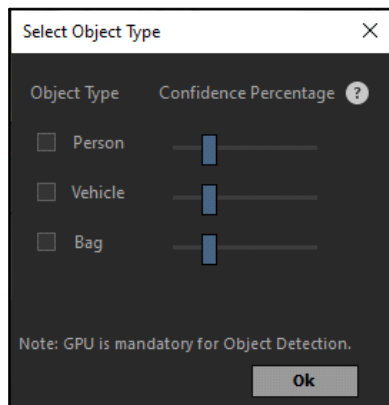 Select Object Type
Object Type Confidence Percentage ?
Person
Vehicle
Bag
Note: GPU is mandatory for Object Detection.
Ok